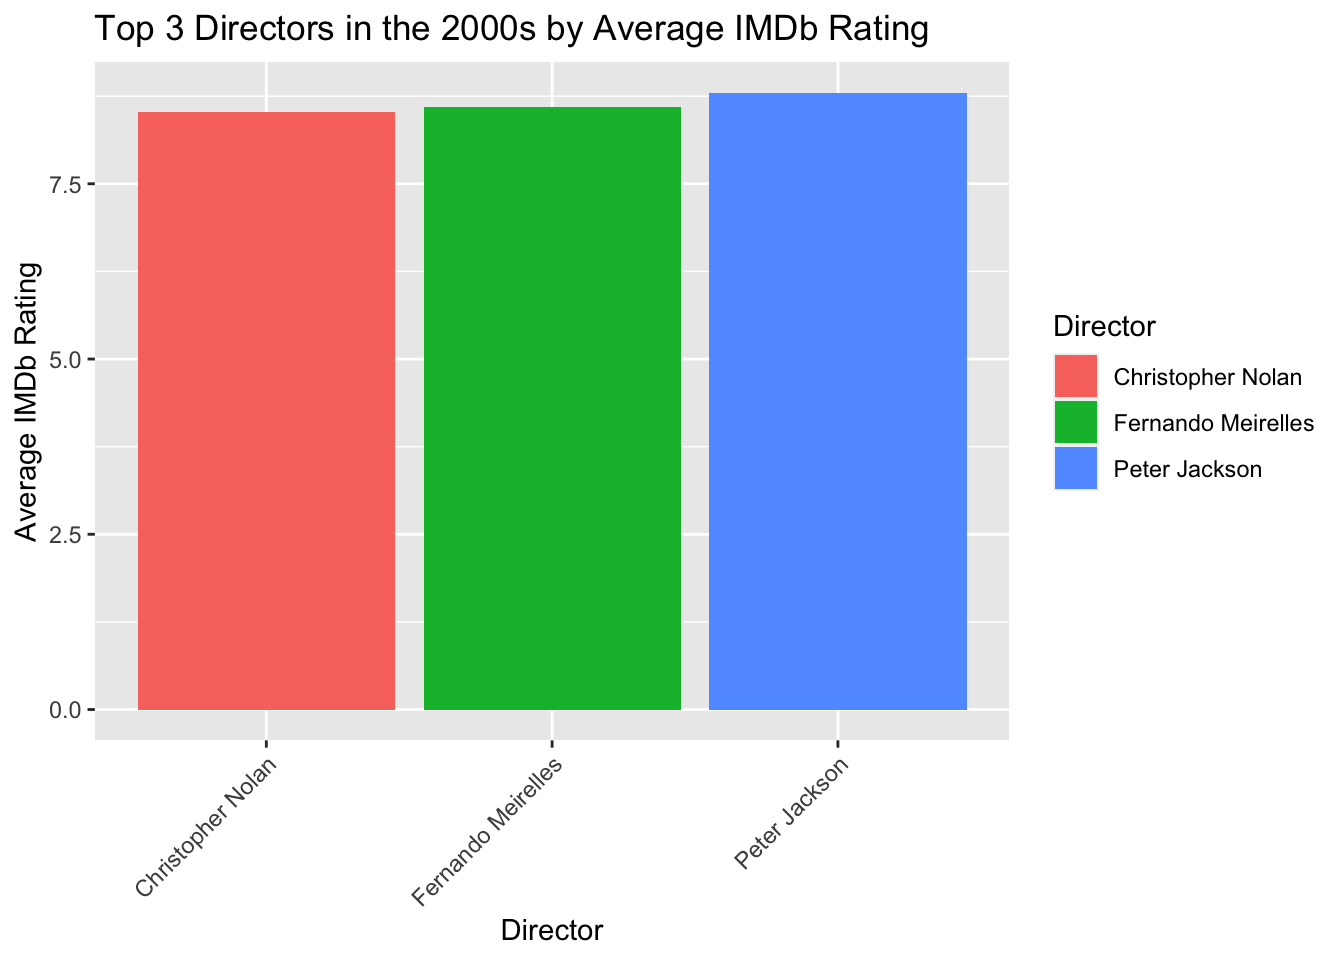 Top 3 Directors in the 2000s by Average IMDb Rating
Average IMDb Rating
7.5
5.0
2.5
0.0
Christopher Nolan
Fernando Meirelles
Peter Jackson
Director
Director
Christopher Nolan
Fernando Meirelles
Peter Jackson